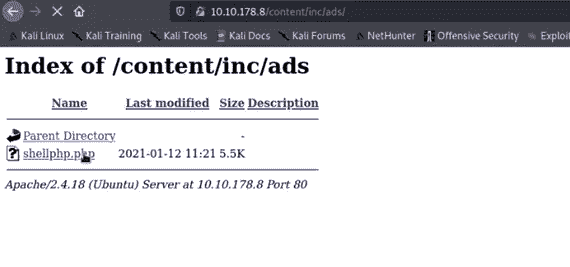 10.10.178.8/content/inc/ads/
Kali Linux Kali Training Kali Tools Kali Docs Kali Forums NetHunter Offensive Security Exploit
Index of /content/inc/ads
Name Last modified Size Description
Parent Directory -
shellphp.php 2021-01-12 11:21 5.5K
Apache/2.4.18 (Ubuntu) Server at 10.10.178.8 Port 80